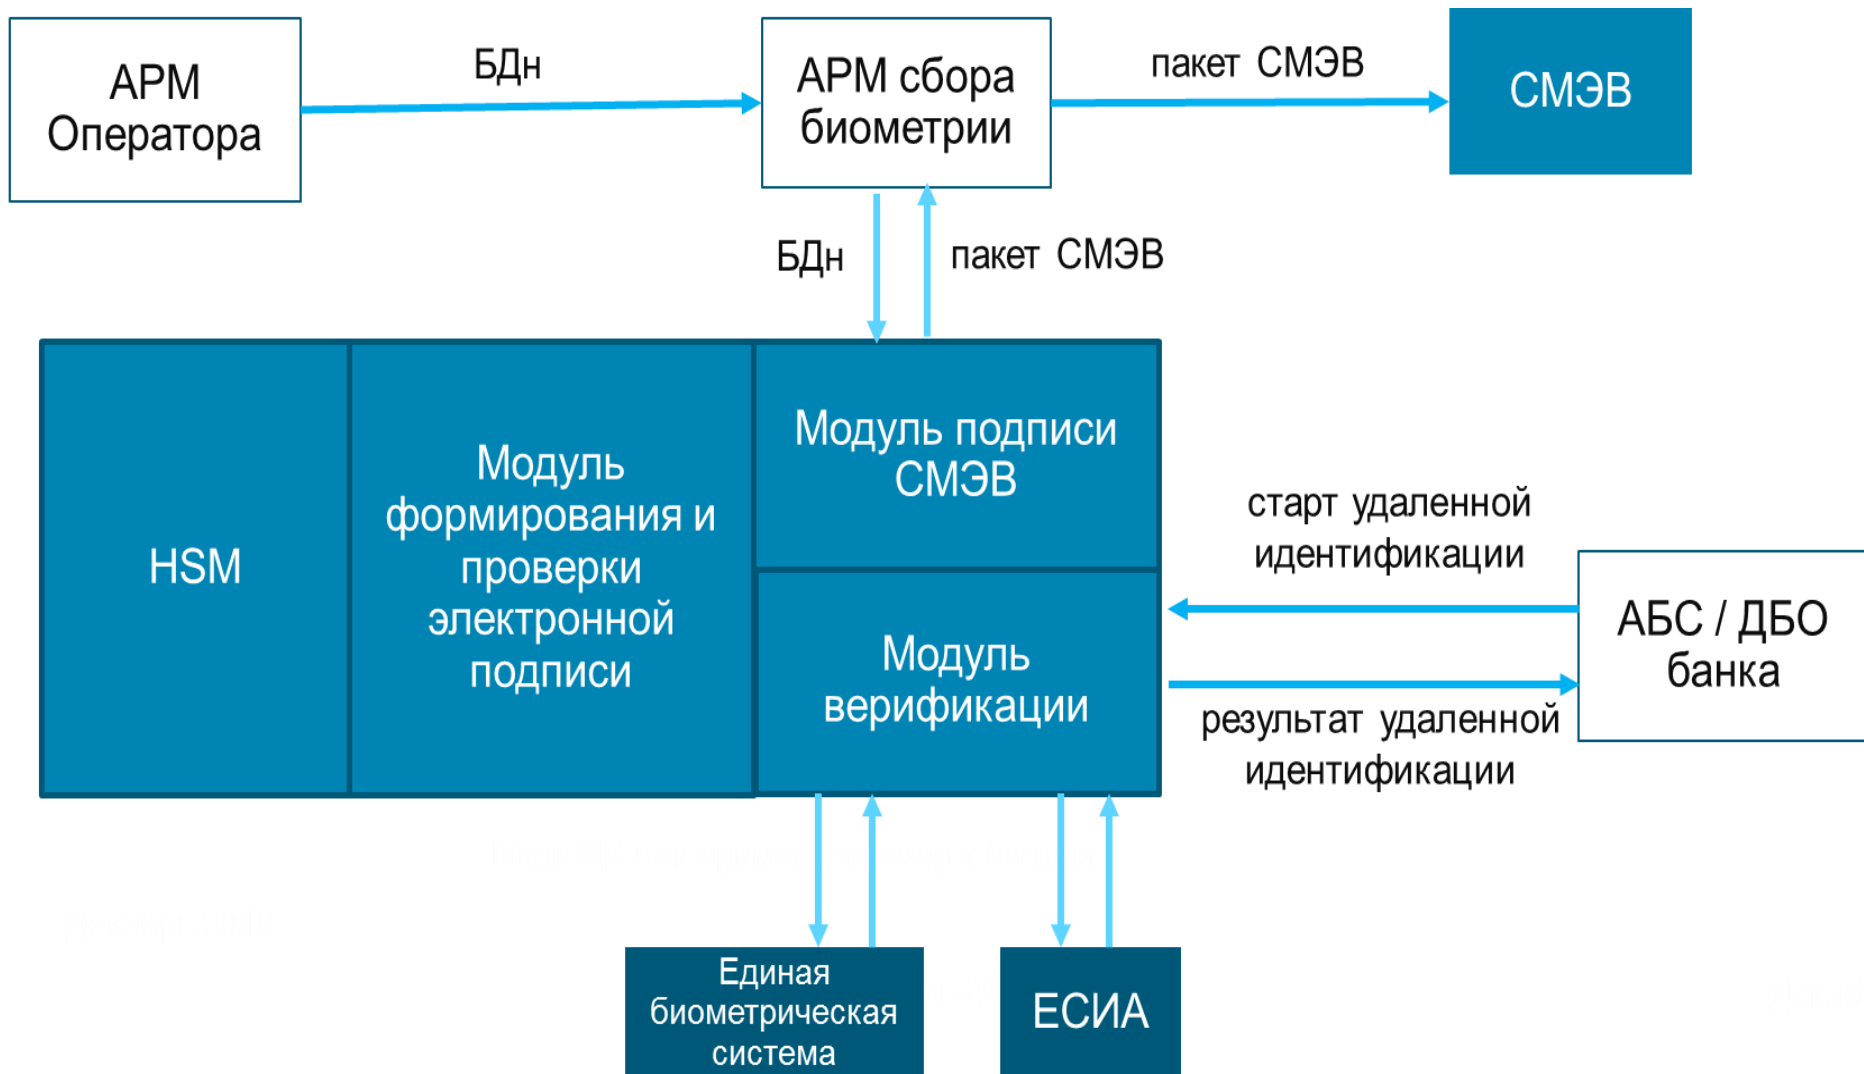 АРМ
Оператора
БДн
АРМ сбора
биометрии
пакет СМЭВ
СМЭВ
БДн
пакет СМЭВ
HSM
Модуль
формирования и
проверки
электронной
подписи
Модуль подписи
СМЭВ
Модуль
верификации
старт удаленной
идентификации
АБС / ДБО
банка
результат удаленной
идентификации
Единая
биометрическая
система
ЕСИА